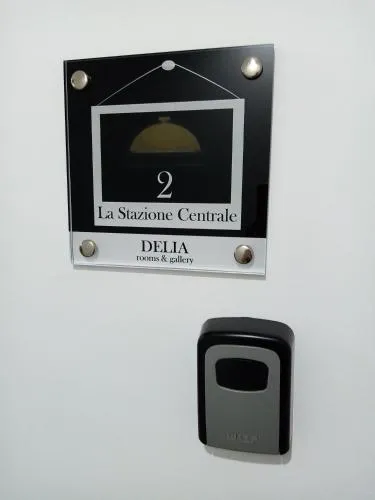 2
La Stazione Centrale
DELIA
rooms & gallery